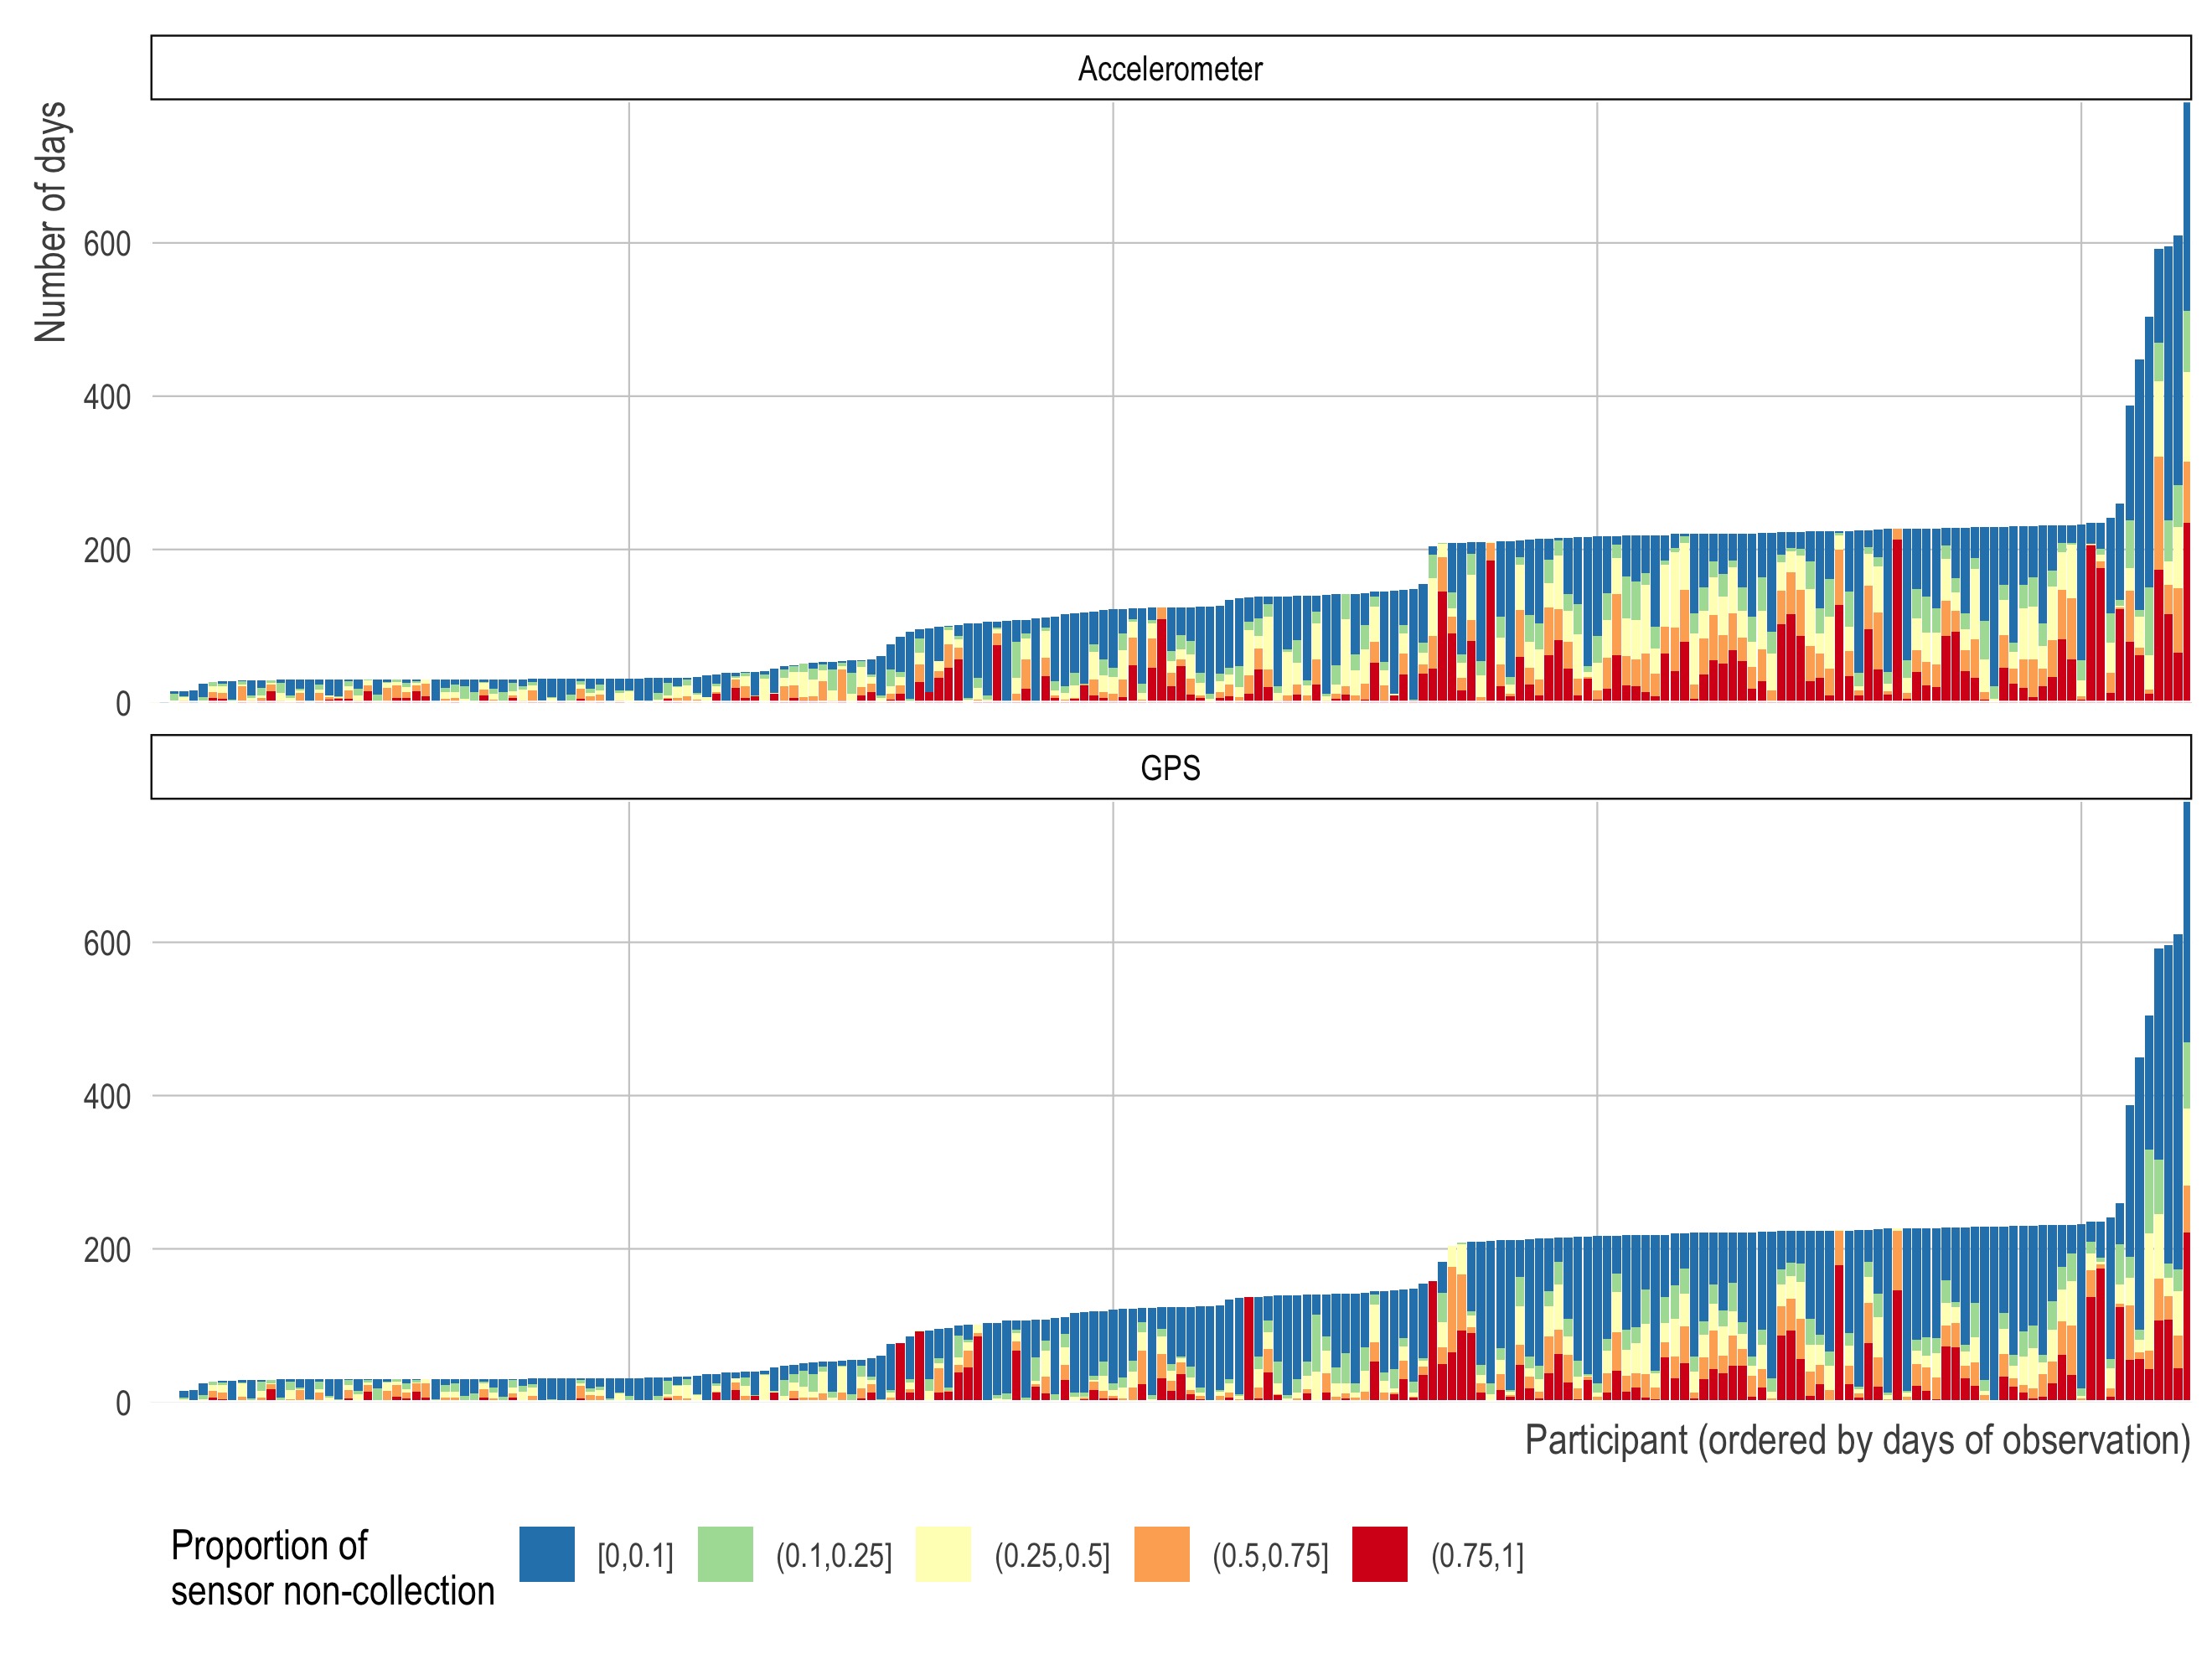 Accelerometer
Number of days
600
400
200
0
GPS
600
400
200
0
Participant (ordered by days of observation)
Proportion of
sensor non-collection
[0,0.1]
(0.1,0.25]
(0.25,0.5]
(0.5,0.75]
(0.75,1]